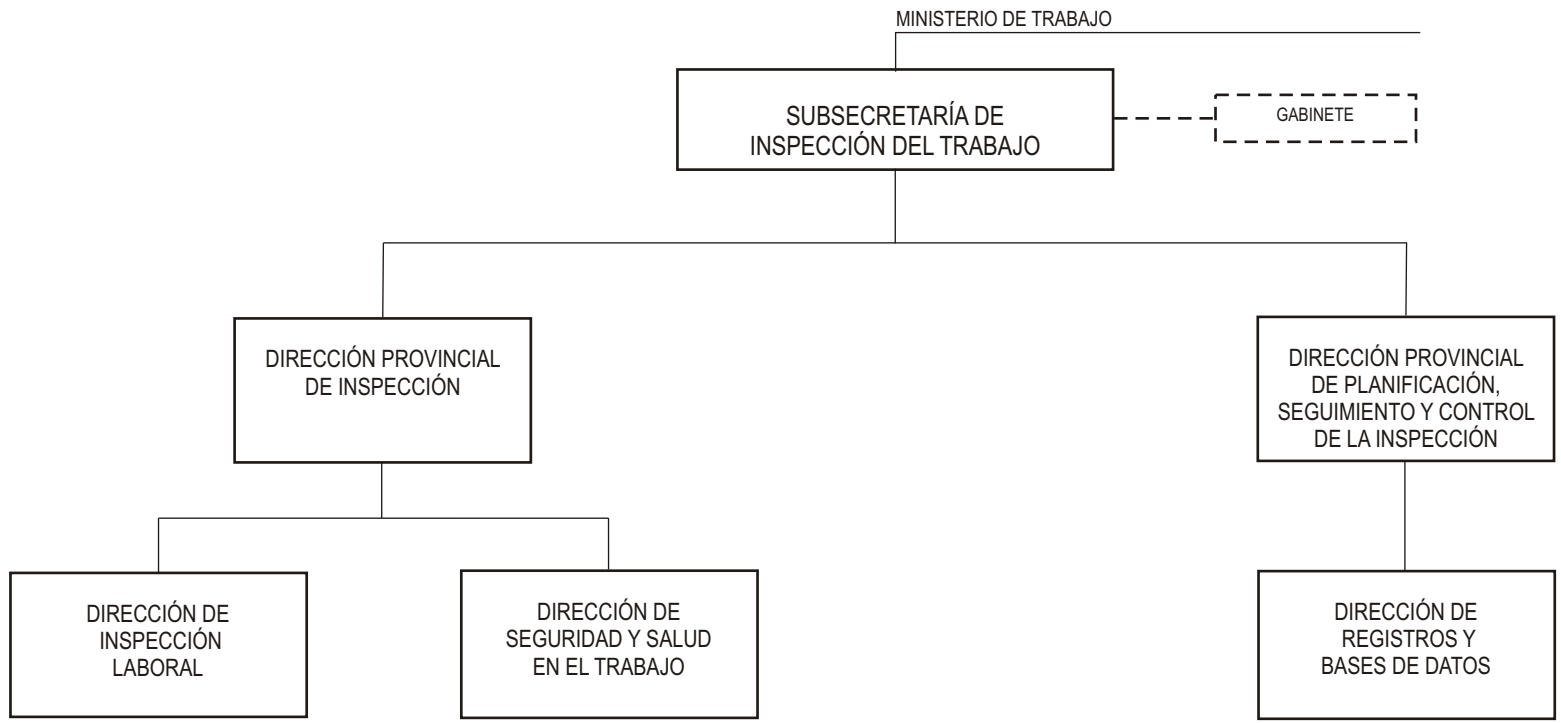 MINISTERIO DE TRABAJO
SUBSECRETARÍA DE
INSPECCIÓN DEL TRABAJO
GABINETE
DIRECCIÓN PROVINCIAL
DE INSPECCIÓN
DIRECCIÓN PROVINCIAL
DE PLANIFICACIÓN,
SEGUIMIENTO Y CONTROL
DE LA INSPECCIÓN
DIRECCIÓN DE
INSPECCIÓN
LABORAL
DIRECCIÓN DE
SEGURIDAD Y SALUD
EN EL TRABAJO
DIRECCIÓN DE
REGISTROS Y
BASES DE DATOS